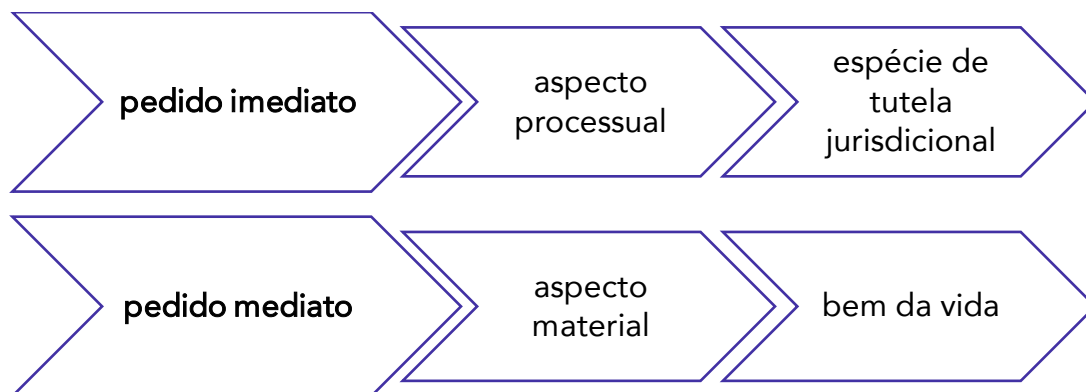 pedido imediato
aspecto
processual
espécie de
tutela
jurisdicional
pedido mediato
aspecto
material
bem da vida